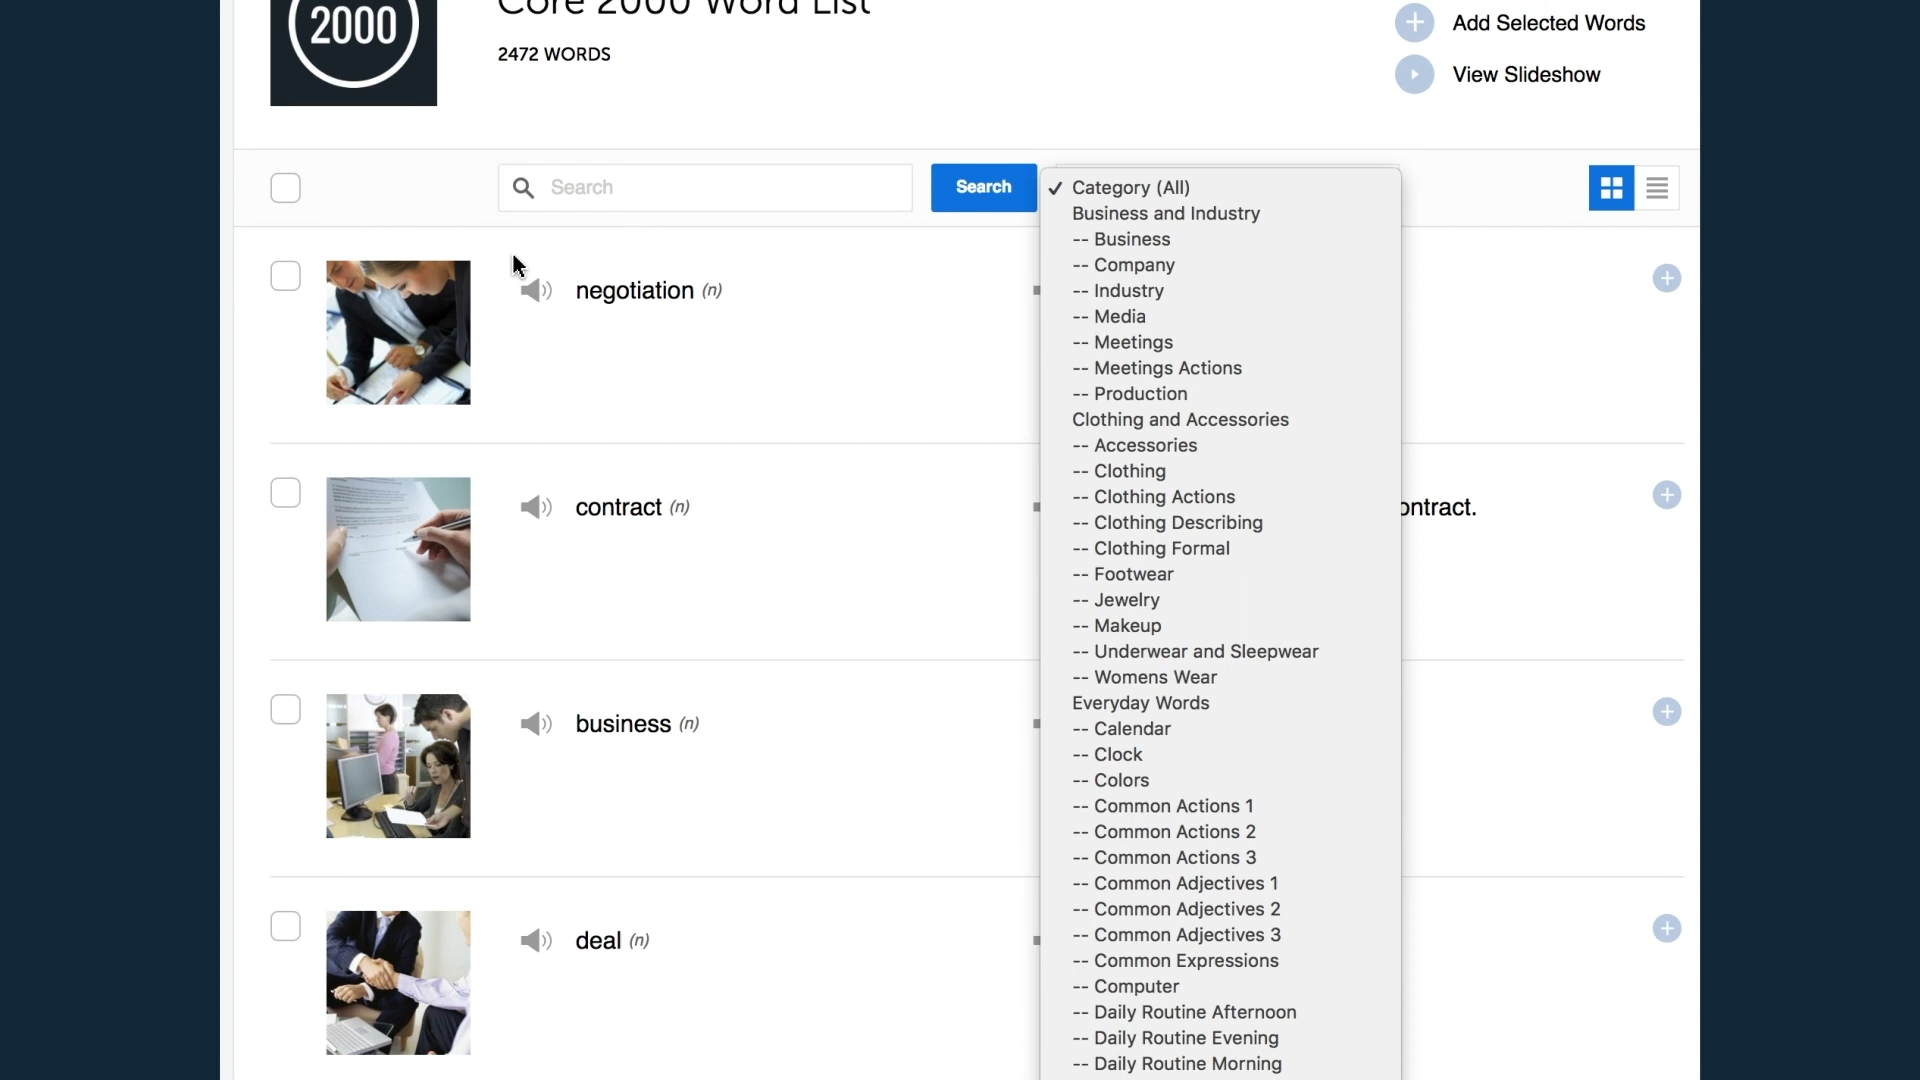 2000
Core 2000 Word List
2472 WORDS
Add Selected Words
View Slideshow
Search
Search
✓ Category (All)
Business and Industry
-- Business
-- Company
-- Industry
-- Media
-- Meetings
-- Meetings Actions
-- Production
Clothing and Accessories
-- Accessories
-- Clothing
-- Clothing Actions
-- Clothing Describing
-- Clothing Formal
-- Footwear
-- Jewelry
-- Makeup
-- Underwear and Sleepwear
-- Womens Wear
Everyday Words
-- Calendar
-- Clock
-- Colors
-- Common Actions 1
-- Common Actions 2
-- Common Actions 3
-- Common Adjectives 1
-- Common Adjectives 2
-- Common Adjectives 3
-- Common Expressions
-- Computer
-- Daily Routine Afternoon
-- Daily Routine Evening
-- Daily Routine Morning
negotiation (n)
contract (n)
ontract.
business (n)
deal (n)